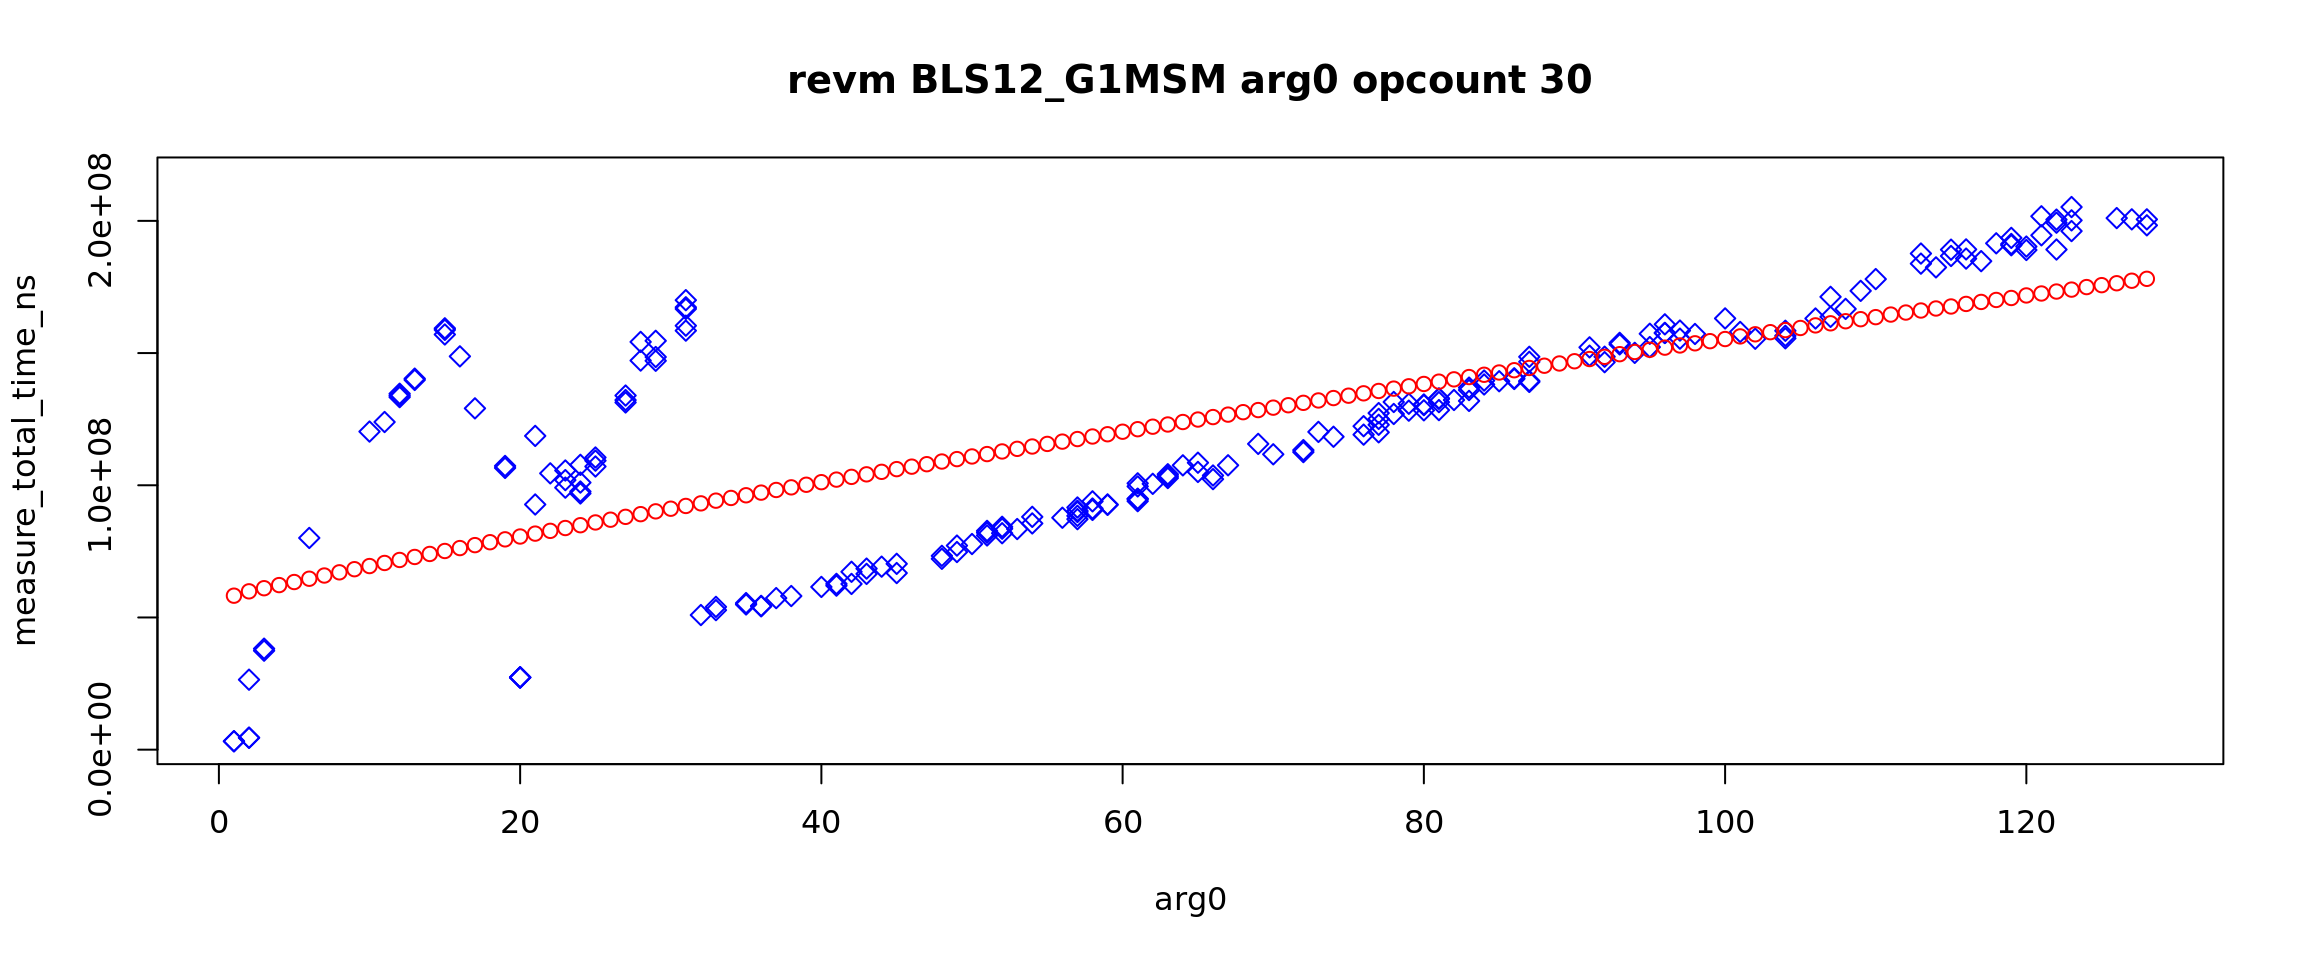 revm BLS12_G1MSM arg0 opcount 30
measure_total_time_ns
2.0e+08
1.0e+08
0.0e+00
0 20 40 60 80 100 120
arg0